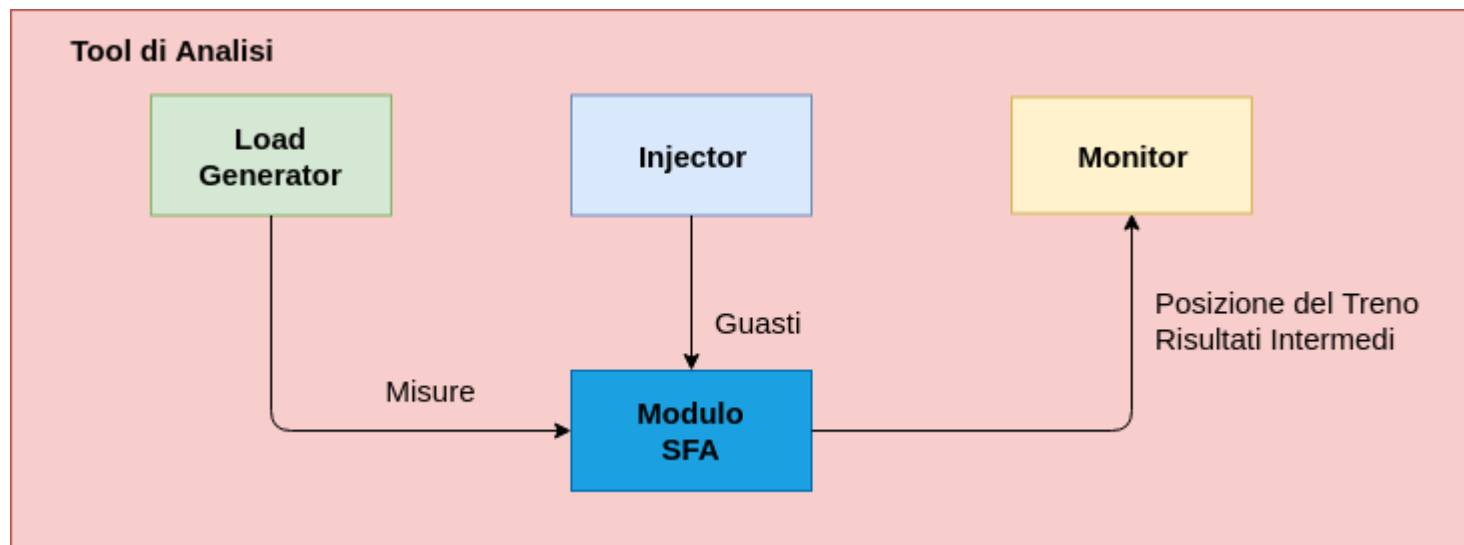 Tool di Analisi
Load
Generator
Injector
Monitor
Guasti
Posizione del Treno
Risultati Intermedi
Misure
Modulo
SFA